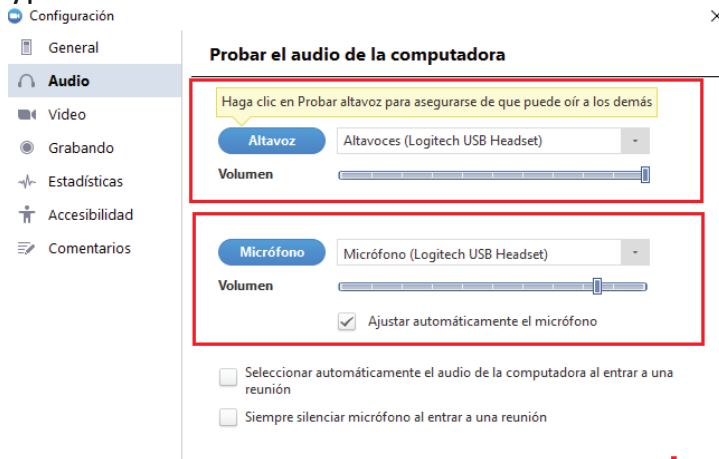 Configuración
General
Audio
Video
Grabando
Estadísticas
Accesibilidad
Comentarios
Probar el audio de la computadora
Haga clic en Probar altavoz para asegurarse de que puede oír a los demás
Altavoz
Altavoces (Logitech USB Headset)
Volumen
Micrófono
Micrófono (Logitech USB Headset)
Volumen
Ajustar automáticamente el micrófono
Seleccionar automáticamente el audio de la computadora al entrar a una
reunión
Siempre silenciar micrófono al entrar a una reunión